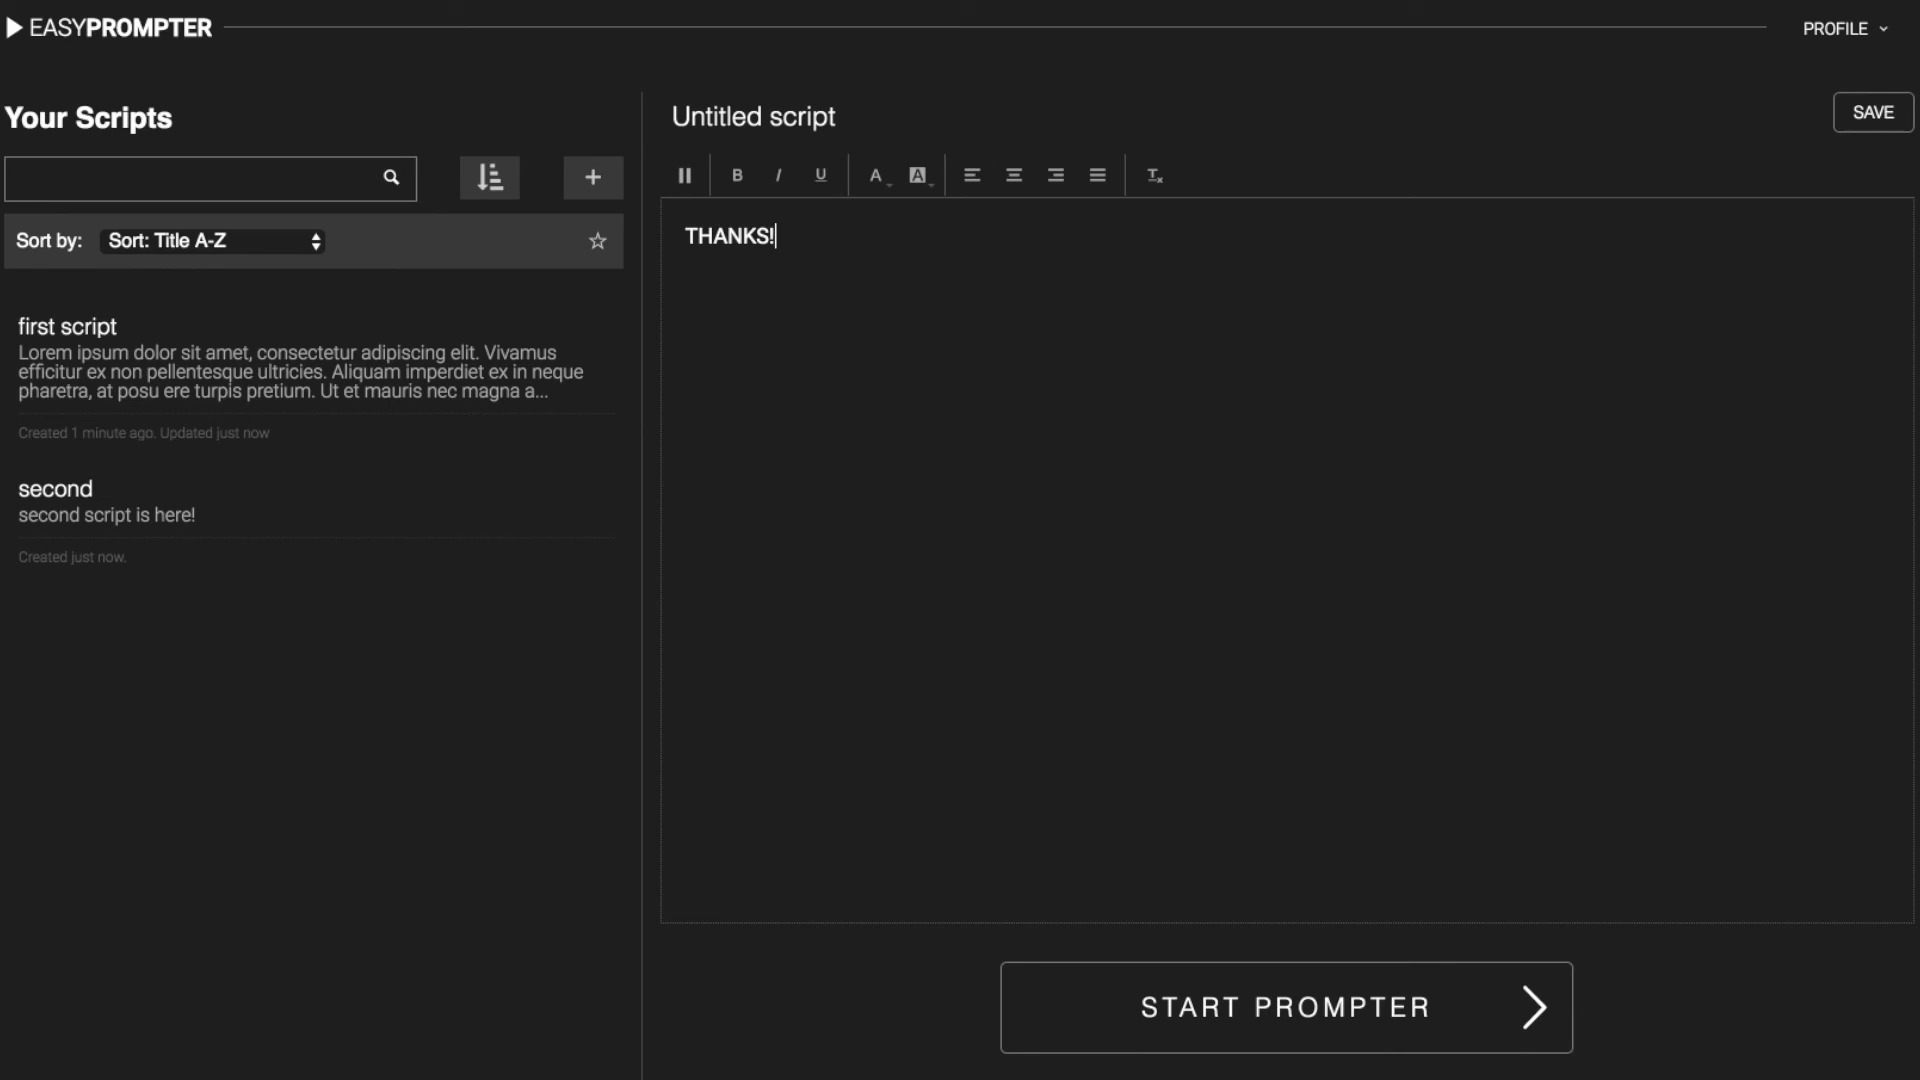 EASYPROMPTER
PROFILE
Your Scripts
Sort by: Sort: Title A-Z
first script
Lorem ipsum dolor sit amet, consectetur adipiscing elit. Vivamus
efficitur ex non pellentesque ultricies. Aliquam imperdiet ex in neque
pharetra, at posu ere turpis pretium. Ut et mauris nec magna a...
Created 1 minute ago. Updated just now
second
second script is here!
Created just now.
Untitled script
SAVE
B I U A A Tx
THANKS!
START PROMPTER